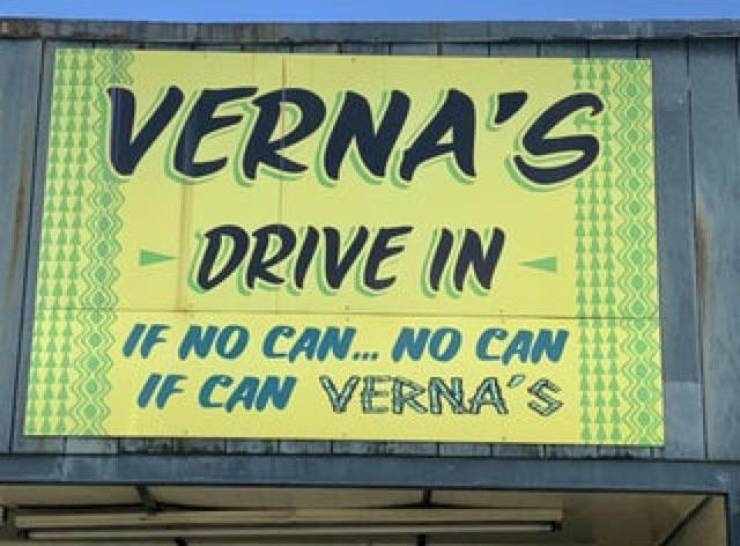 VERNA'S
DRIVE IN
IF NO CAN... NO CAN
IF CAN VERNA'S